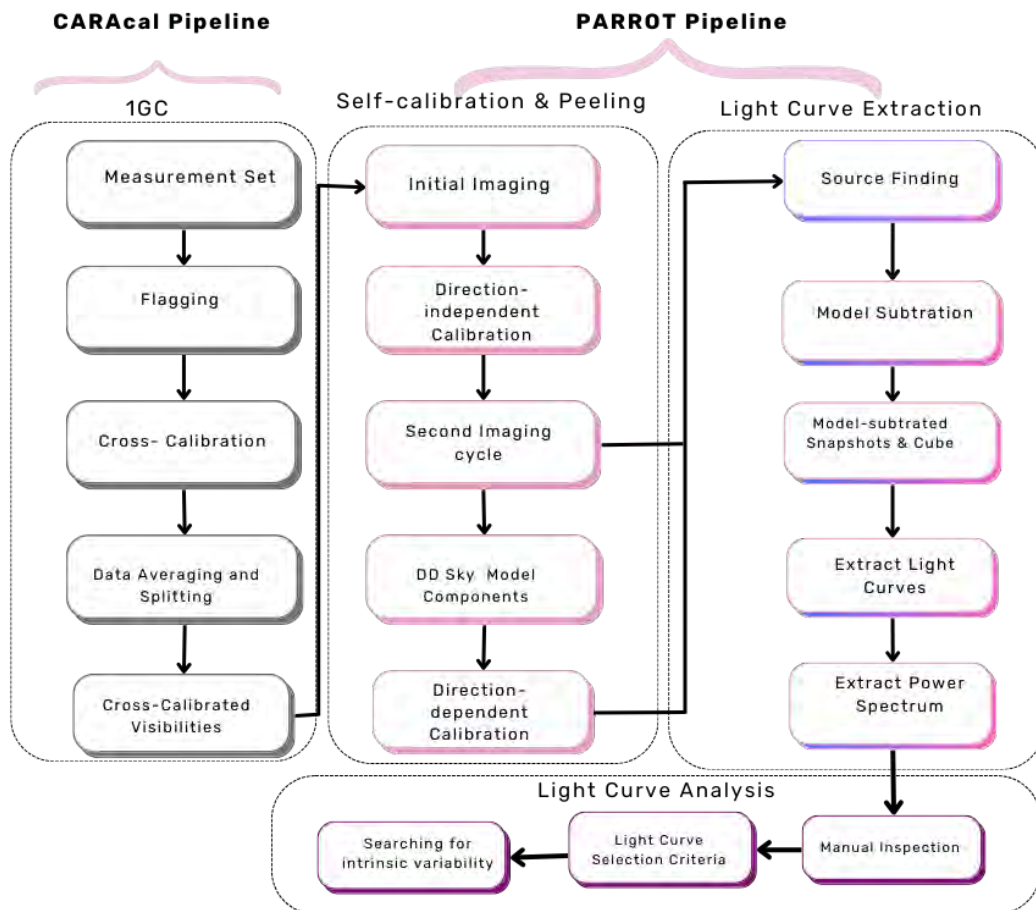 CARAcal Pipeline
PARROT Pipeline
1GC
Measurement Set
Flagging
Cross- Calibration
Data Averaging and
Splitting
Cross-Calibrated
Visibilities
Self-calibration & Peeling
Initial Imaging
Direction-
independent
Calibration
Second Imaging
cycle
DD Sky Model
Components
Direction-
dependent
Calibration
Light Curve Extraction
Source Finding
Model Subtration
Model-subtrated
Snapshots & Cube
Extract Light
Curves
Extract Power
Spectrum
Light Curve Analysis
Manual Inspection
Light Curve
Selection Criteria
Searching for
intrinsic variability